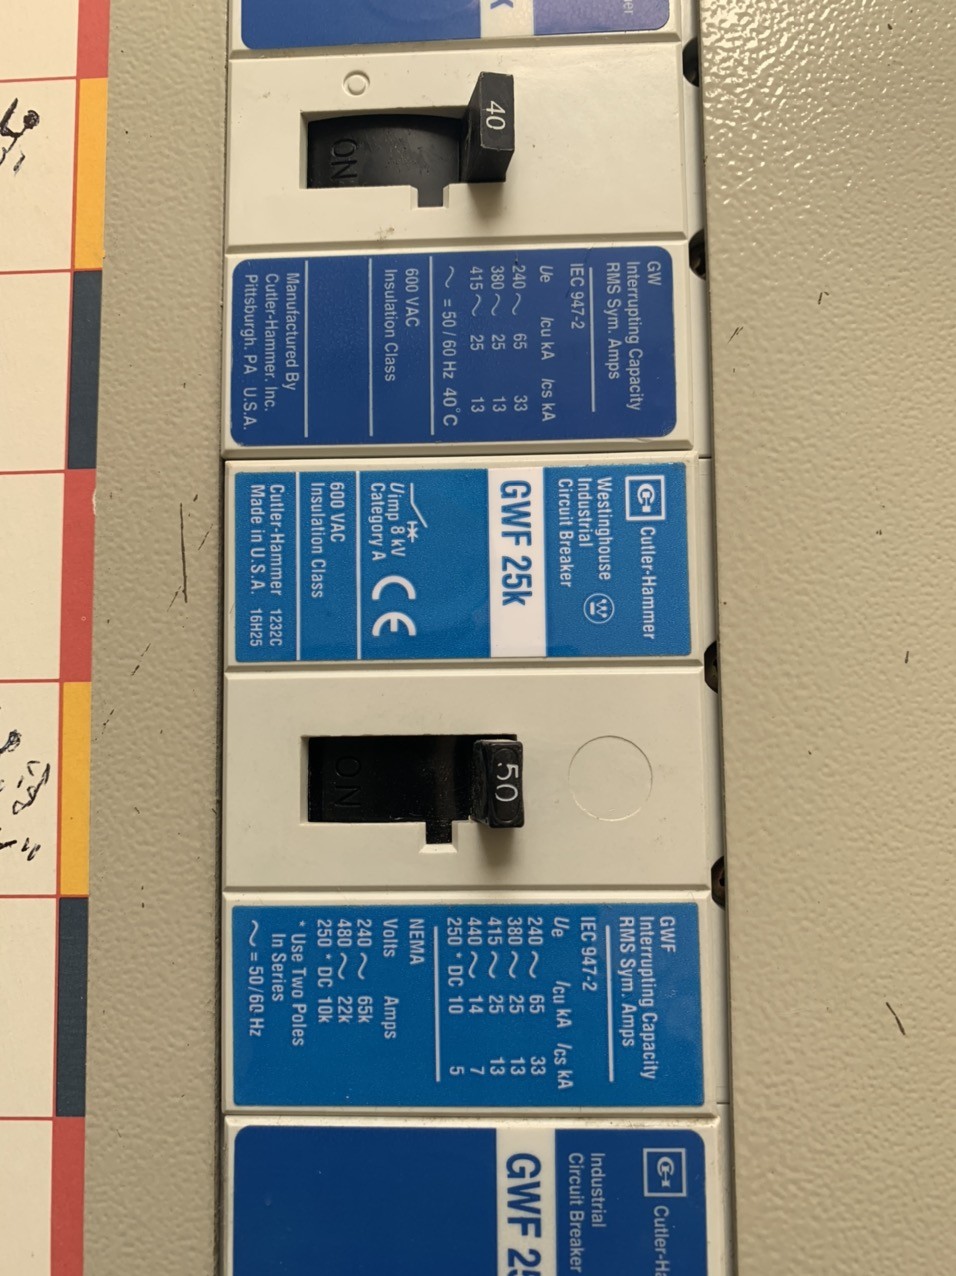 40
ON
GW
Interrupting Capacity
RMS Sym. Amps
IEC 947-2
Ue Icu kA Ics kA
240 ~ 65 33
380 ~ 25 13
415 ~ 25 13
~ = 50 / 60 Hz 40°C
600 VAC
Insulation Class
Manufactured By
Cutler-Hammer, Inc.
Pittsburgh, PA U.S.A.
Cutler-Hammer
Westinghouse
Industrial
Circuit Breaker
GWF 25k
Uimp 8 kV
Category A
CE
600 VAC
Insulation Class
Cutler-Hammer 1232C
Made in U.S.A. 16H25
50
ON
GWF
Interrupting Capacity
RMS Sym. Amps
IEC 947-2
Ue Icu kA Ics kA
240 ~ 65 33
380 ~ 25 13
415 ~ 25 13
440 ~ 14 7
250 * DC 10 5
NEMA
Volts Amps
240 ~ 65k
480 ~ 22k
250 * DC 10k
* Use Two Poles
In Series
~ = 50/60 Hz
Cutler-Ha
Industrial
Circuit Breaker
GWF 25